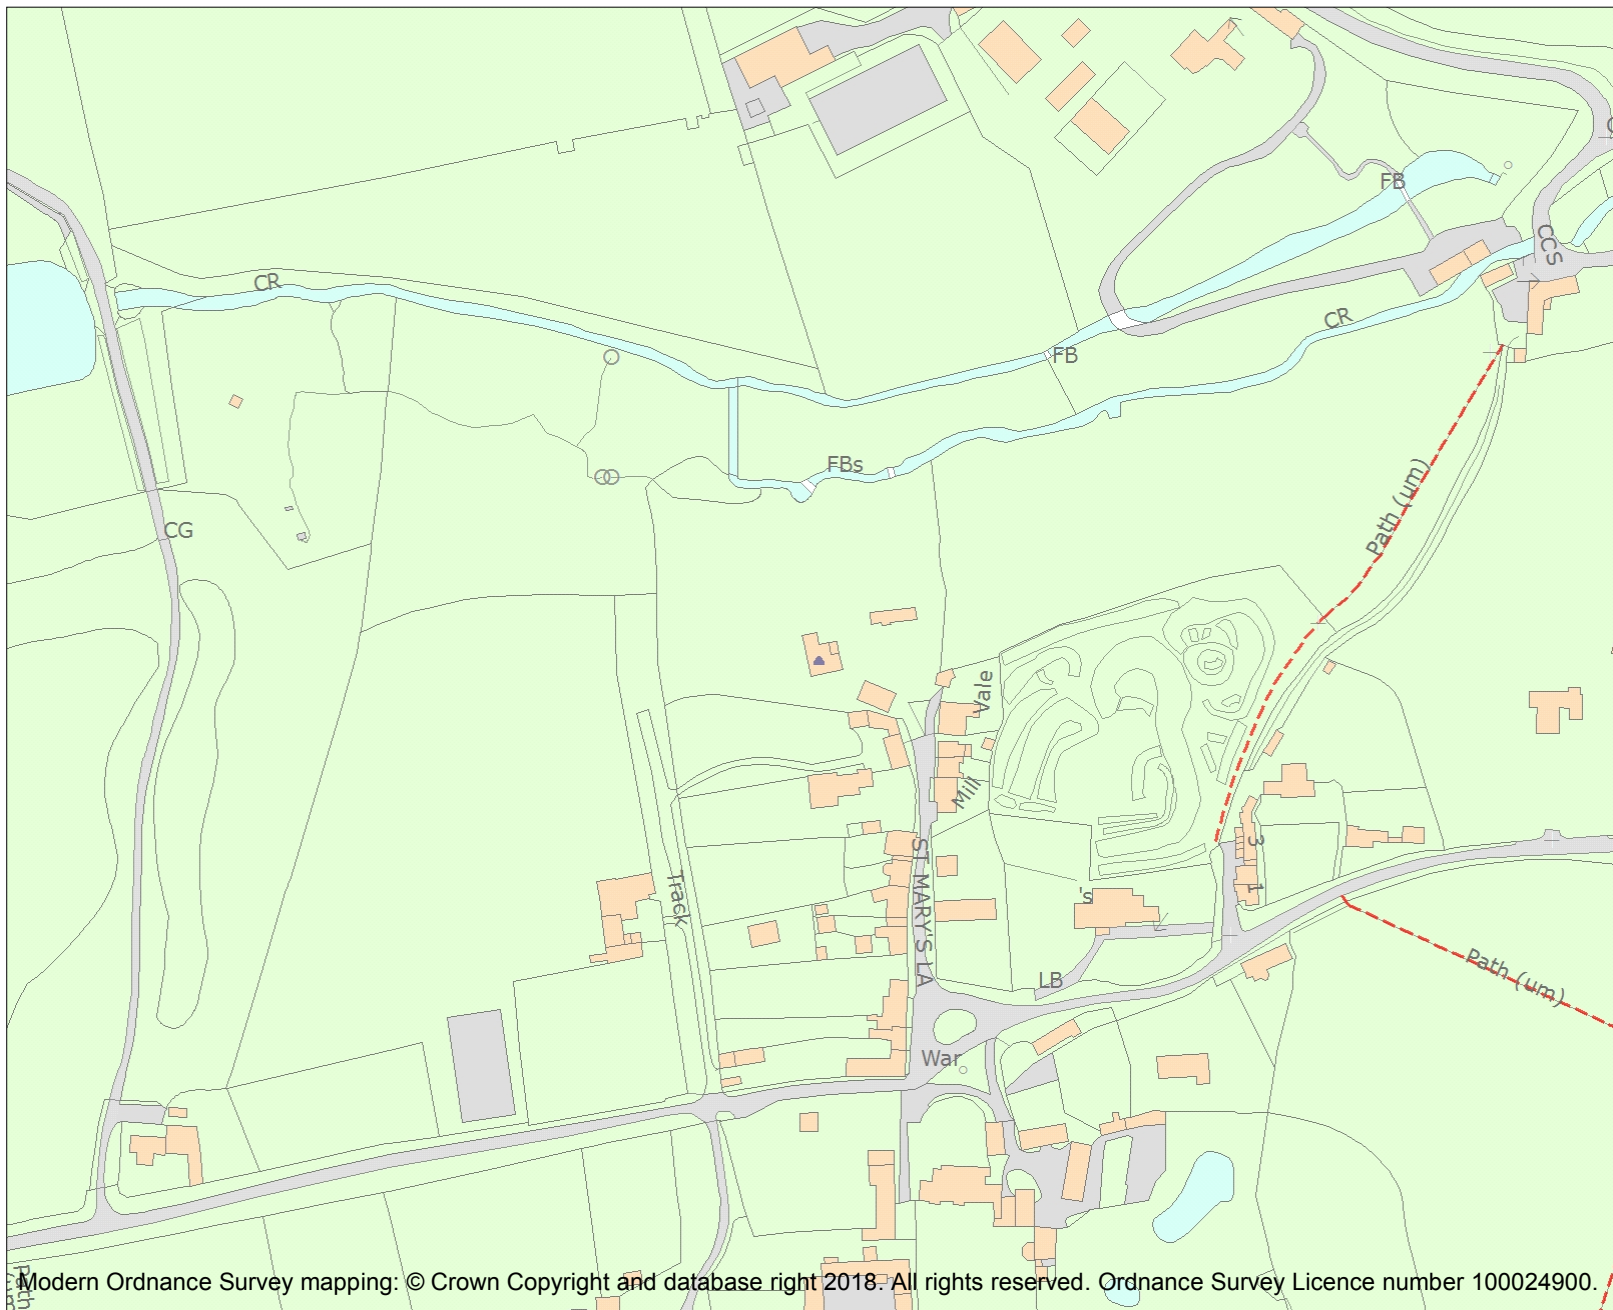 FB
CCS
CR
CR
FB
FBs
Path (um)
CG
Vale
Mill
3
1
ST MARY'S LA
Track
's
LB
Path (um)
War
Path
Modern Ordnance Survey mapping: © Crown Copyright and database right 2018. All rights reserved. Ordnance Survey Licence number 100024900.